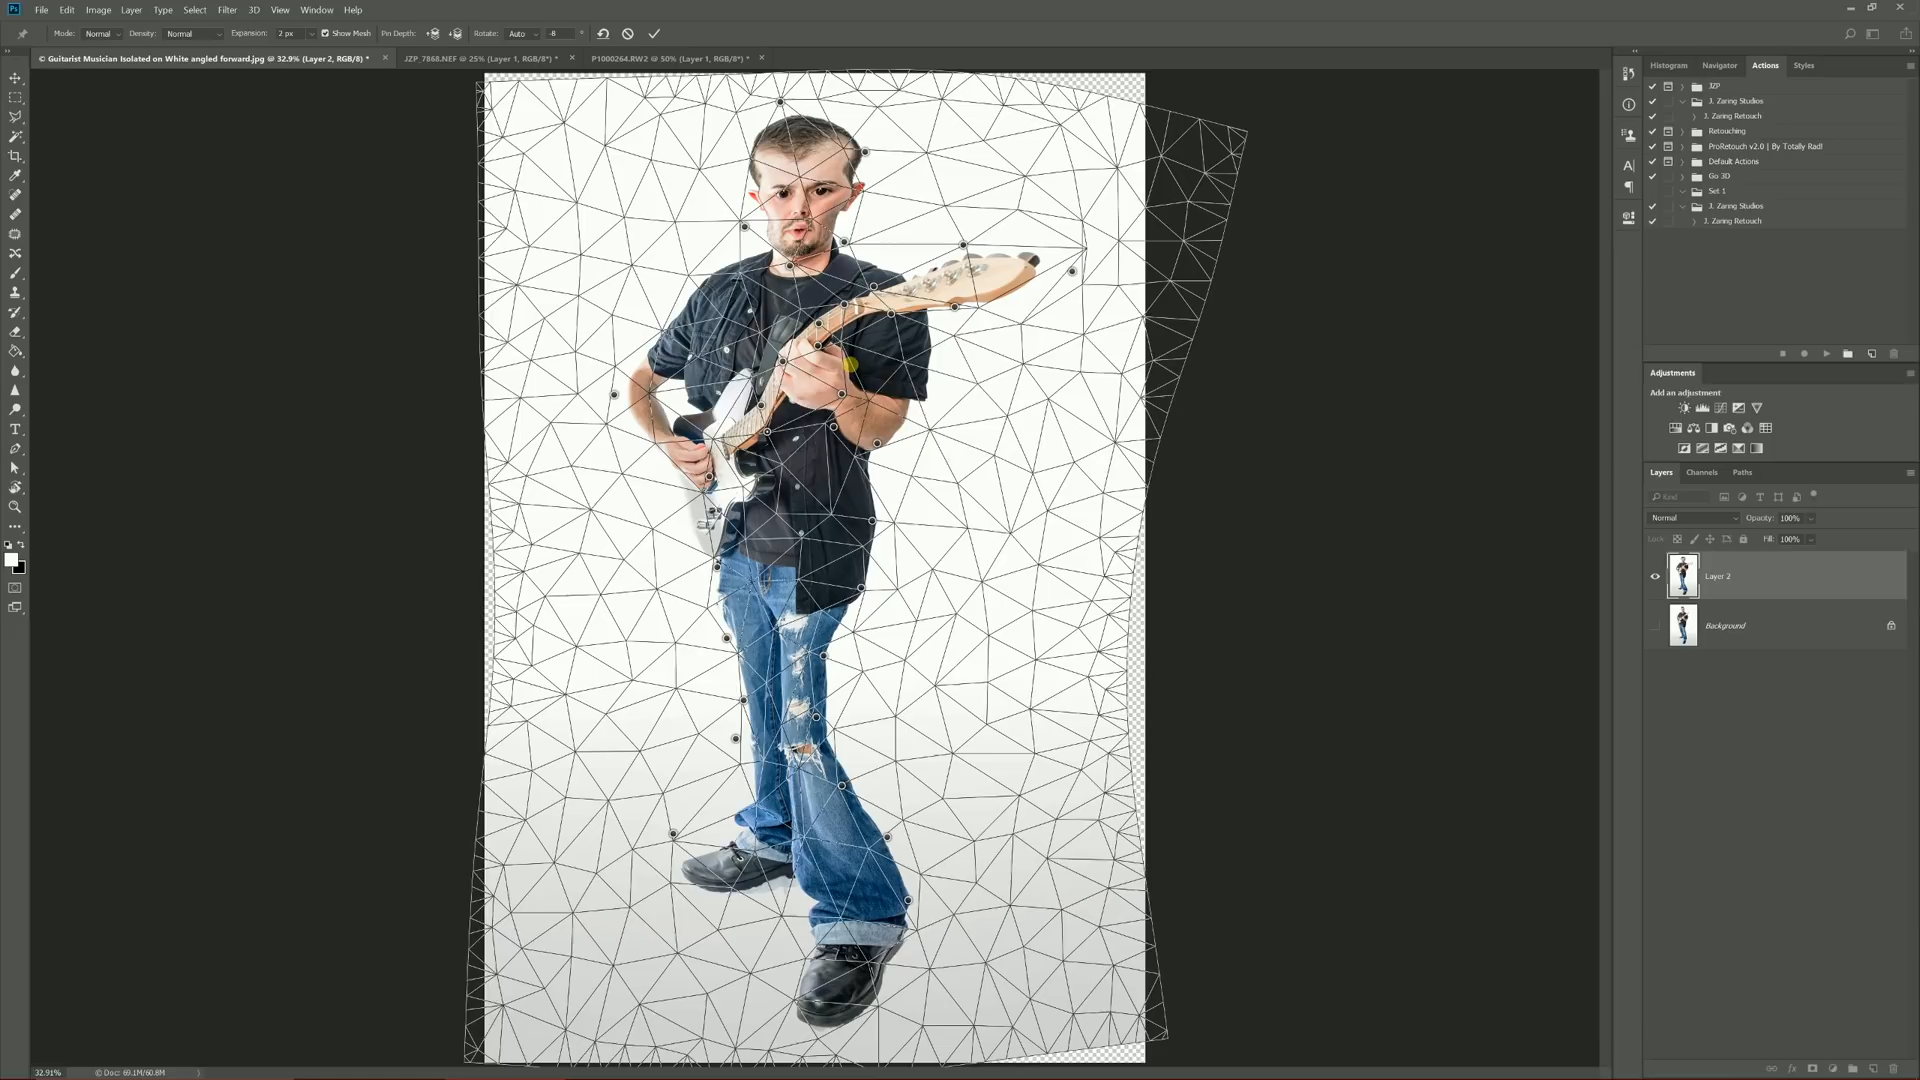 Ps File Edit Image Layer Type Select Filter 3D View Window Help
Mode: Normal Density: Normal Expansion: 2 px Show Mesh Pin Depth: Rotate: Auto -8 °
© Guitarist Musician Isolated on White angled forward.jpg @ 32.9% (Layer 2, RGB/8) * JZP_7868.NEF @ 25% (Layer 1, RGB/8*) * P1000264.RW2 @ 50% (Layer 1, RGB/8*) *
Histogram Navigator Actions Styles
JZP
J. Zaring Studios
J. Zaring Retouch
Retouching
ProRetouch v2.0 | By Totally Rad!
Default Actions
Go 3D
Set 1
J. Zaring Studios
J. Zaring Retouch
Adjustments
Add an adjustment
Layers Channels Paths
Kind
Normal Opacity: 100%
Lock: Fill: 100%
Layer 2
Background
32.91% © Doc: 69.1M/60.8M